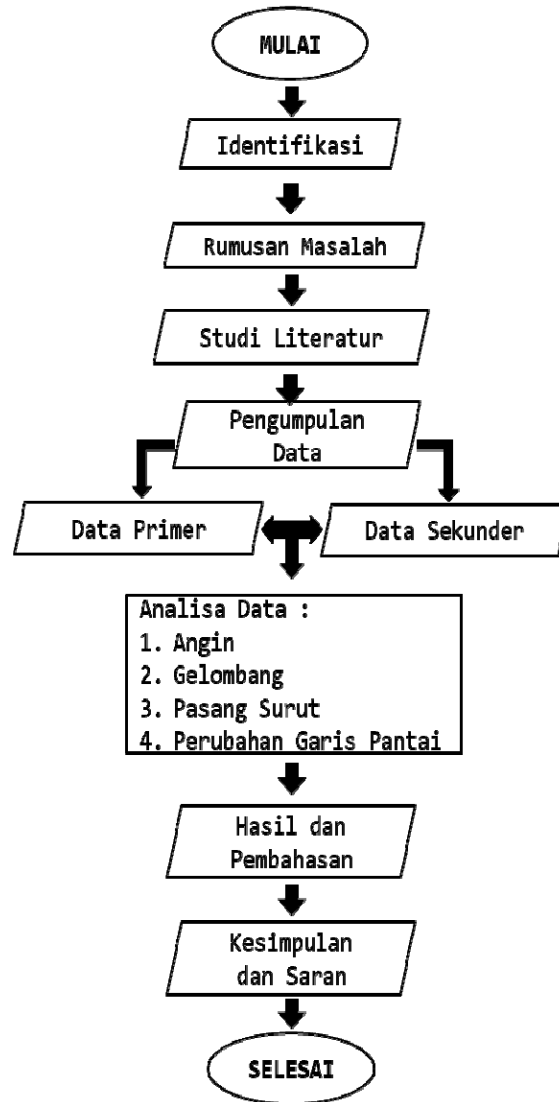 MULAI
Identifikasi
Rumusan Masalah
Studi Literatur
Pengumpulan
Data
Data Primer
Data Sekunder
Analisa Data :
1. Angin
2. Gelombang
3. Pasang Surut
4. Perubahan Garis Pantai
Hasil dan
Pembahasan
Kesimpulan
dan Saran
SELESAI